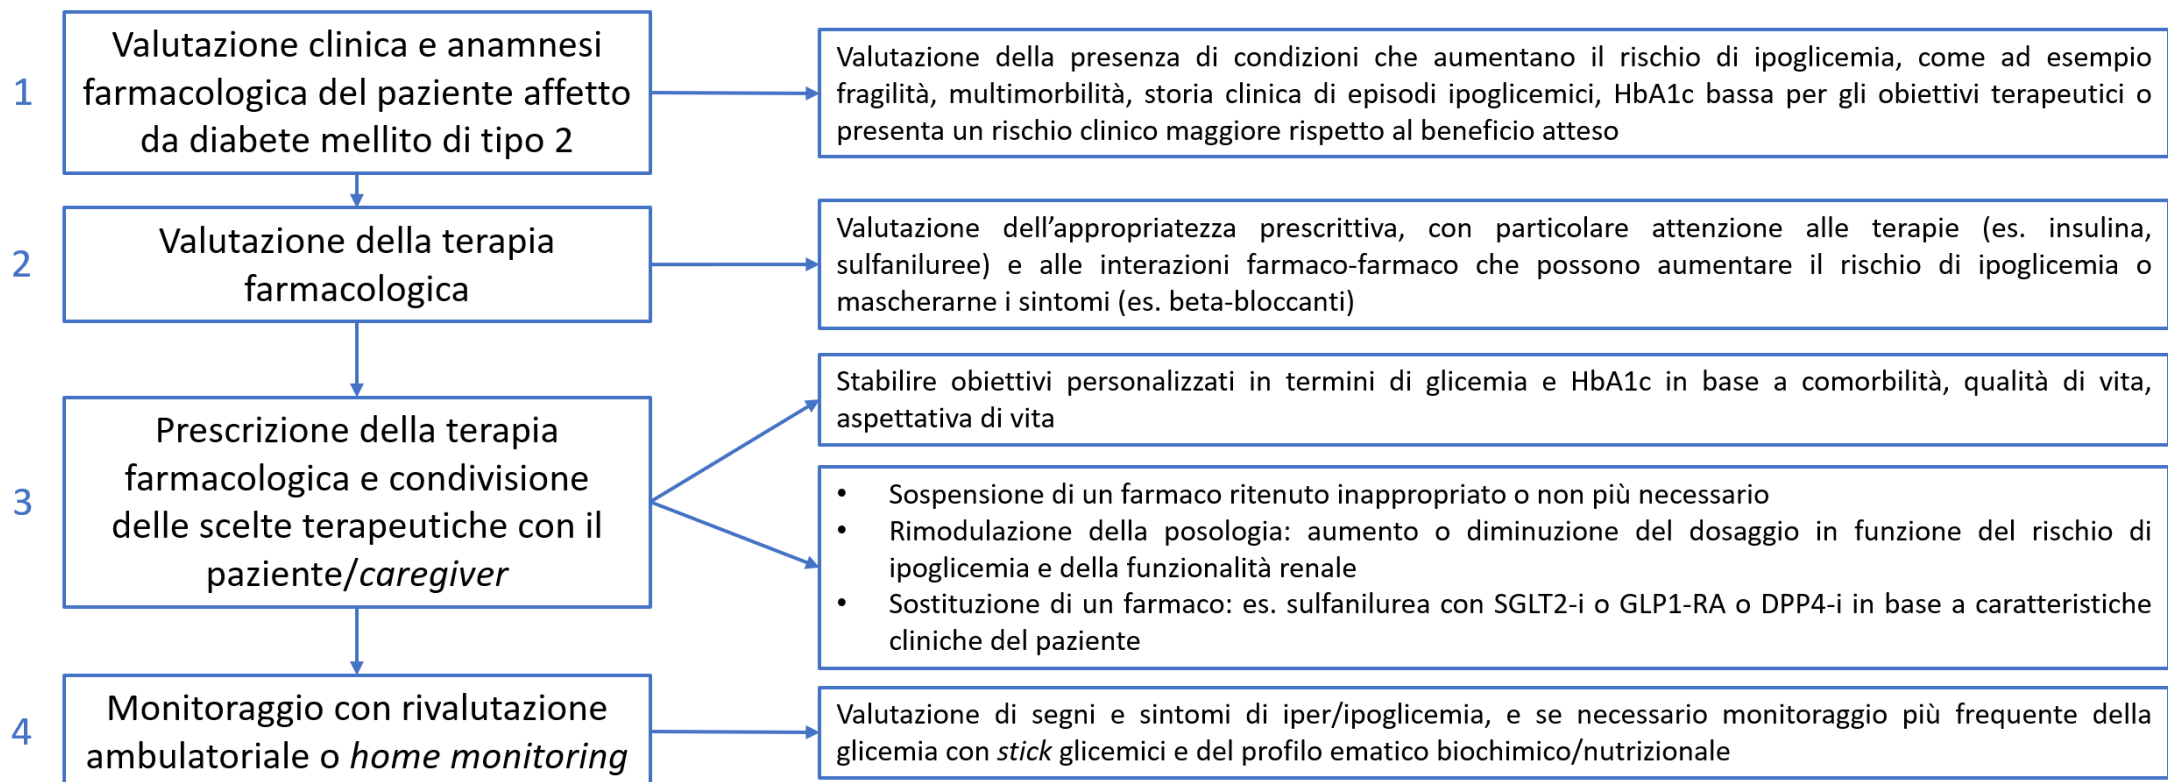 1
Valutazione clinica e anamnesi
farmacologica del paziente affetto
da diabete mellito di tipo 2
Valutazione della presenza di condizioni che aumentano il rischio di ipoglicemia, come ad esempio
fragilità, multimorbilità, storia clinica di episodi ipoglicemici, HbA1c bassa per gli obiettivi terapeutici o
presenta un rischio clinico maggiore rispetto al beneficio atteso
2
Valutazione della terapia
farmacologica
Valutazione dell’appropriatezza prescrittiva, con particolare attenzione alle terapie (es. insulina,
sulfaniluree) e alle interazioni farmaco-farmaco che possono aumentare il rischio di ipoglicemia o
mascherarne i sintomi (es. beta-bloccanti)
3
Prescrizione della terapia
farmacologica e condivisione
delle scelte terapeutiche con il
paziente/caregiver
Stabilire obiettivi personalizzati in termini di glicemia e HbA1c in base a comorbilità, qualità di vita,
aspettativa di vita
• Sospensione di un farmaco ritenuto inappropriato o non più necessario
• Rimodulazione della posologia: aumento o diminuzione del dosaggio in funzione del rischio di
ipoglicemia e della funzionalità renale
• Sostituzione di un farmaco: es. sulfanilurea con SGLT2-i o GLP1-RA o DPP4-i in base a caratteristiche
cliniche del paziente
4
Monitoraggio con rivalutazione
ambulatoriale o home monitoring
Valutazione di segni e sintomi di iper/ipoglicemia, e se necessario monitoraggio più frequente della
glicemia con stick glicemici e del profilo ematico biochimico/nutrizionale